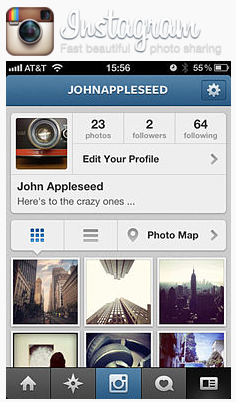 Instagram
Fast beautiful photo sharing
AT&T 15:56 55%
JOHNAPPLESEED
23 2 64
photos followers following
Edit Your Profile
John Appleseed
Here's to the crazy ones ...
Photo Map